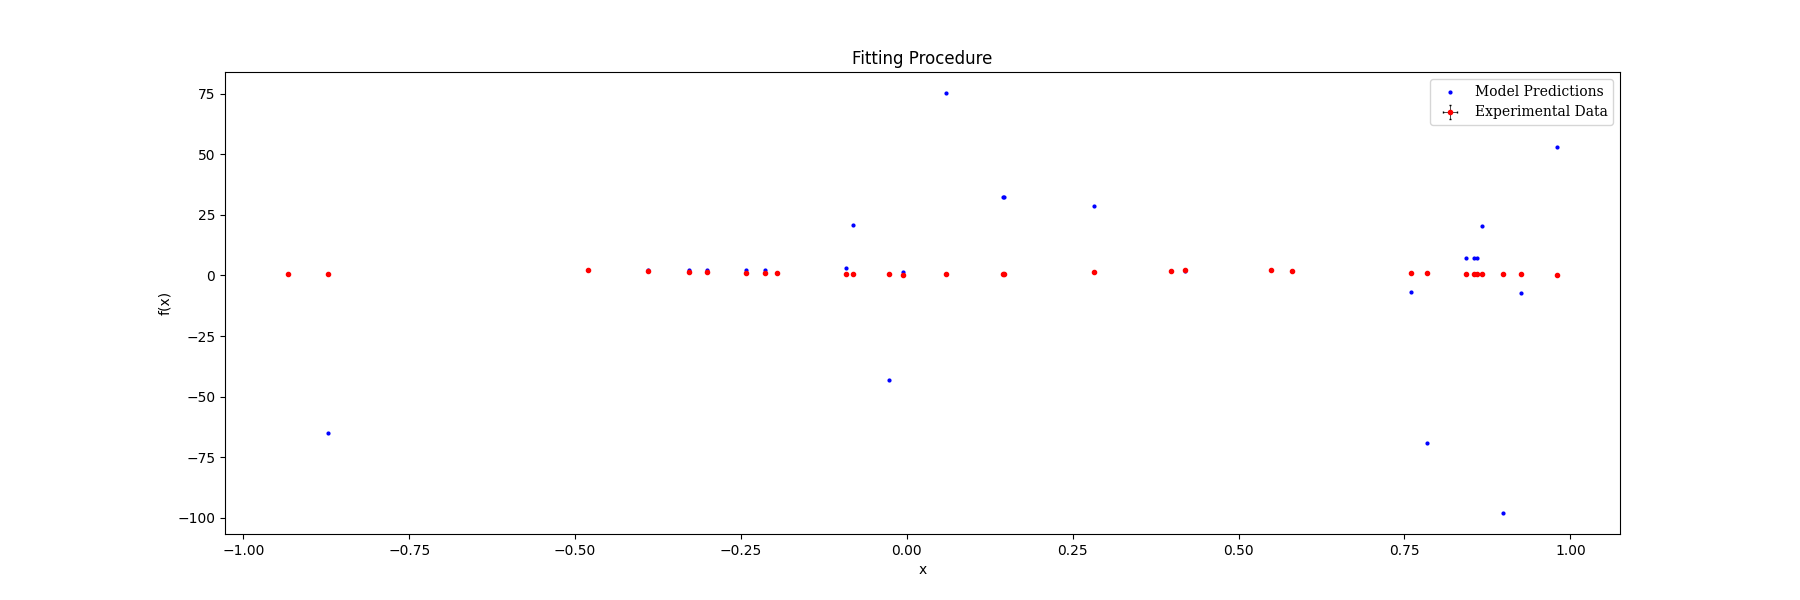 Fitting Procedure
75
50
25
0
−25
−50
−75
−100
f(x)
Model Predictions
Experimental Data
−1.00 −0.75 −0.50 −0.25 0.00 0.25 0.50 0.75 1.00
x